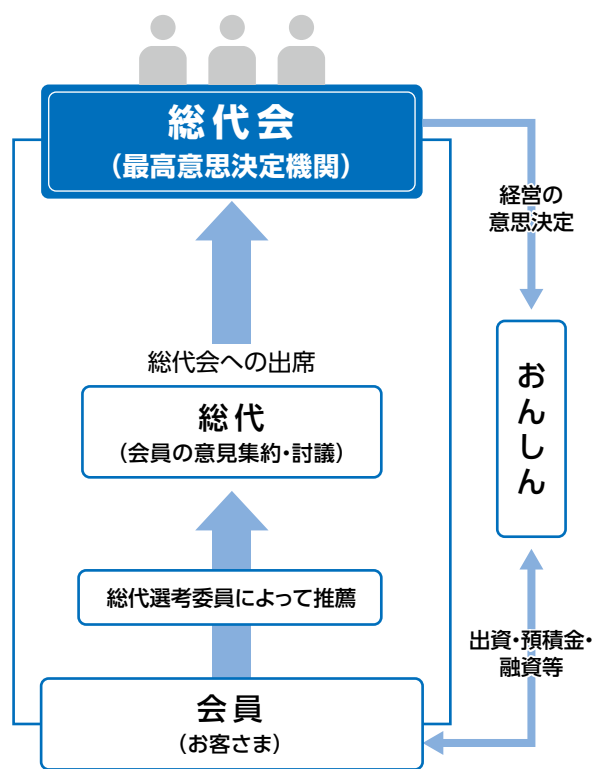 総代会
（最高意思決定機関）
経営の
意思決定
総代会への出席
総代
（会員の意見集約・討議）
おんしん
総代選考委員によって推薦
出資・預積金・
融資等
会員
（お客さま）